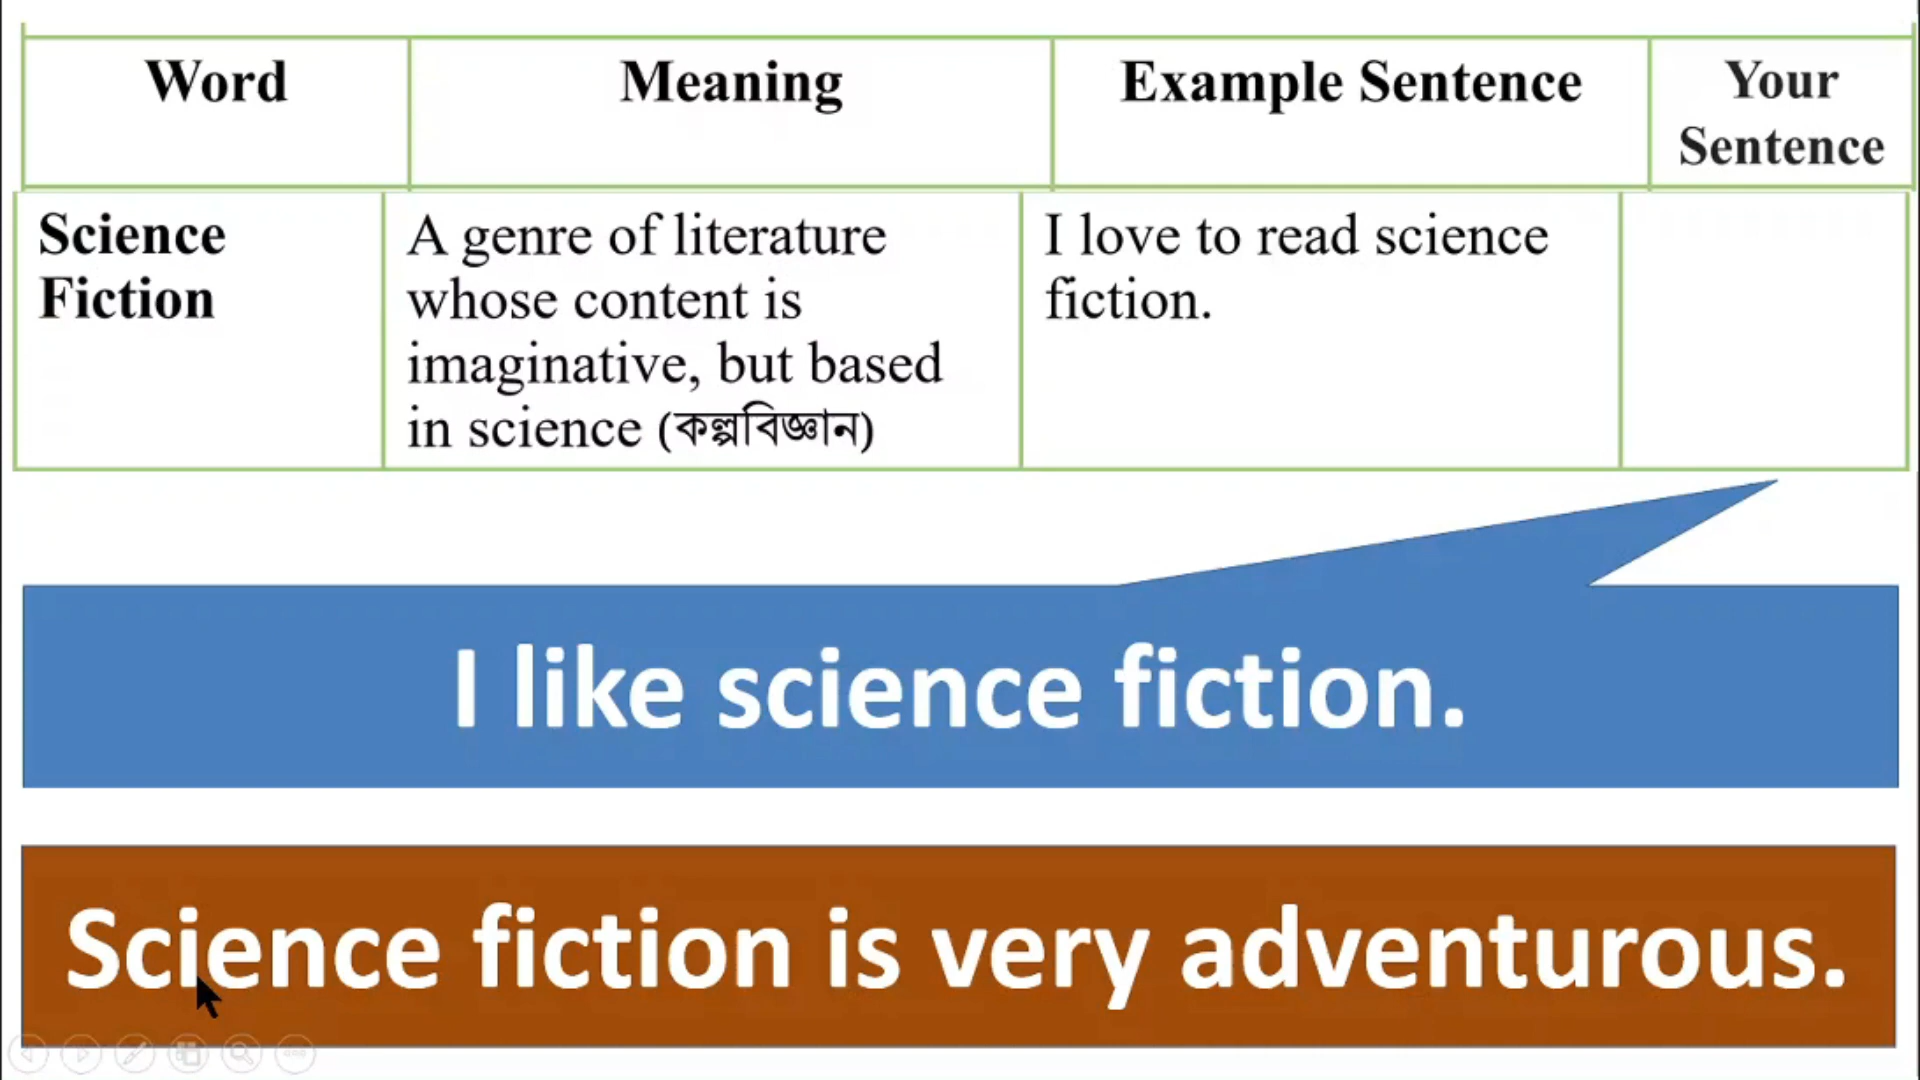 Word Meaning Example Sentence Your
Sentence
Science
Fiction
A genre of literature
whose content is
imaginative, but based
in science (কল্পবিজ্ঞান)
I love to read science
fiction.
I like science fiction.
Science fiction is very adventurous.